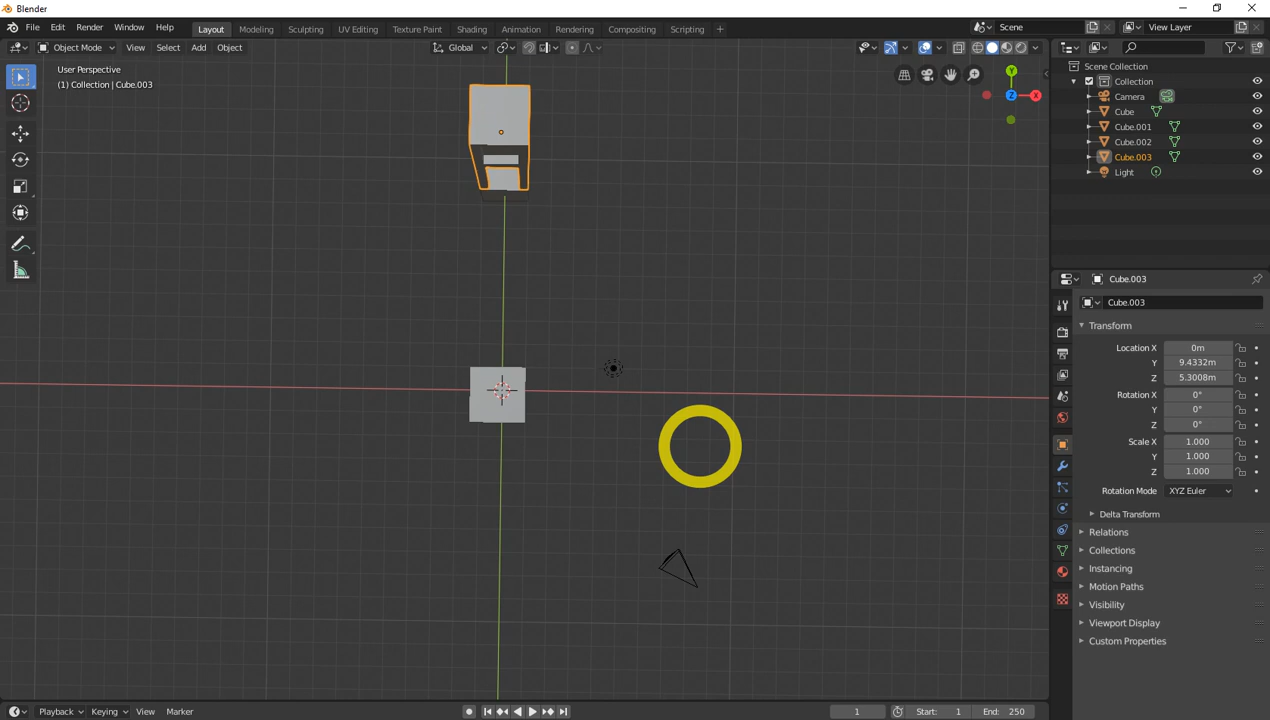 Blender
File Edit Render Window Help Layout Modeling Sculpting UV Editing Texture Paint Shading Animation Rendering Compositing Scripting + Scene View Layer
Object Mode View Select Add Object Global
User Perspective
(1) Collection | Cube.003
Y
Z X
Scene Collection
Collection
Camera
Cube
Cube.001
Cube.002
Cube.003
Light
Cube.003
Cube.003
Transform
Location X 0m
Y 9.4332m
Z 5.3008m
Rotation X 0°
Y 0°
Z 0°
Scale X 1.000
Y 1.000
Z 1.000
Rotation Mode XYZ Euler
Delta Transform
Relations
Collections
Instancing
Motion Paths
Visibility
Viewport Display
Custom Properties
Playback Keying View Marker 1 Start: 1 End: 250